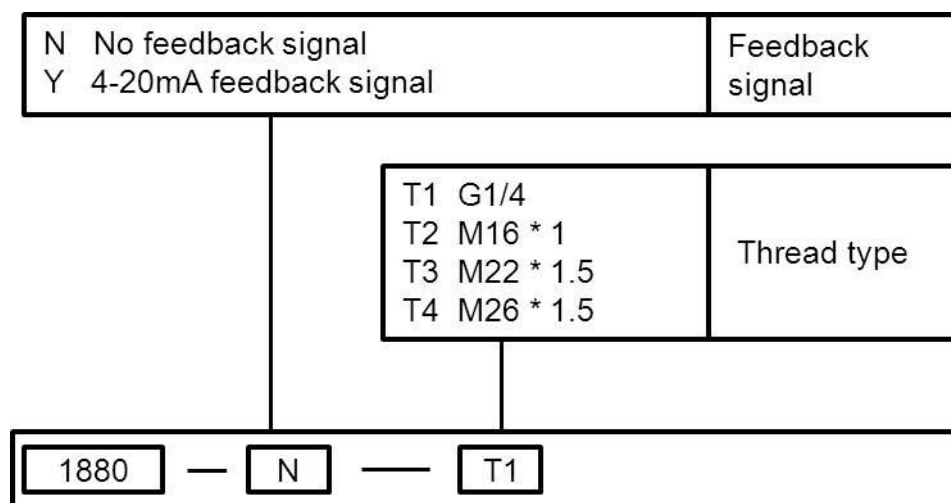 N No feedback signal
Y 4-20mA feedback signal
Feedback
signal
T1 G1/4
T2 M16 * 1
T3 M22 * 1.5
T4 M26 * 1.5
Thread type
1880 — N — T1